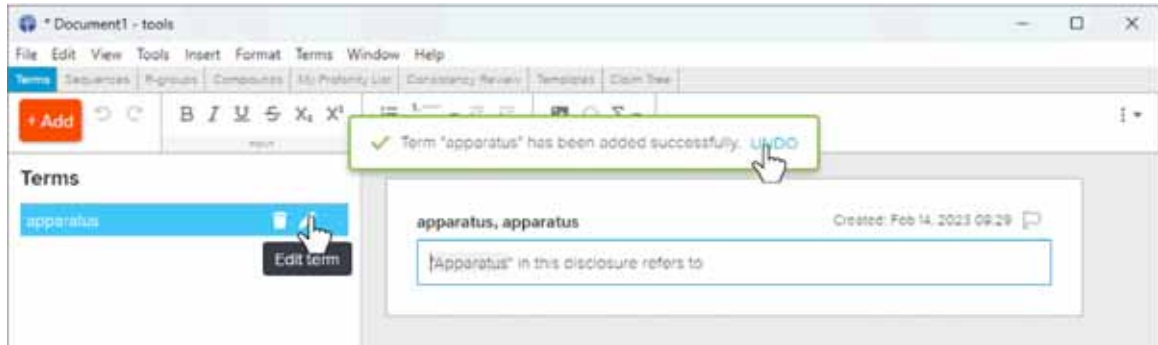 * Document1 - tools
File Edit View Tools Insert Format Terms Window Help
Terms Sequences R-groups Compounds My Profanity List Consistency Review Templates Claim Tree
+ Add B I U S X₂ X²
Term "apparatus" has been added successfully. UNDO
Terms
apparatus
Edit term
apparatus, apparatus Created: Feb 14, 2023 09:29
"Apparatus" in this disclosure refers to